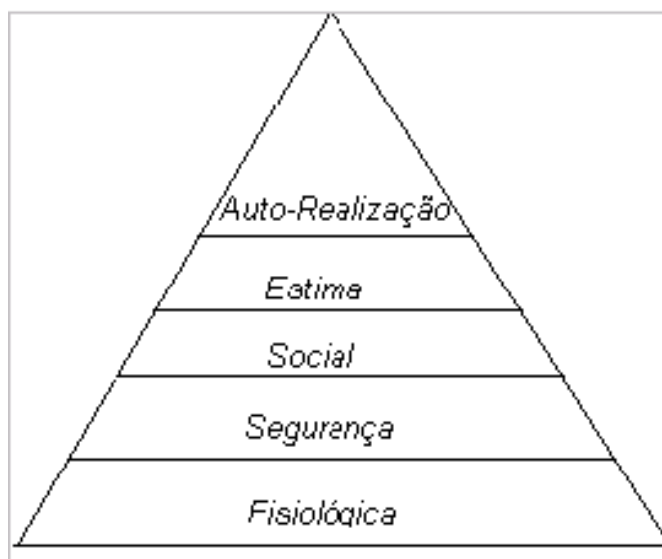 Auto-Realização
Estima
Social
Segurança
Fisiológica